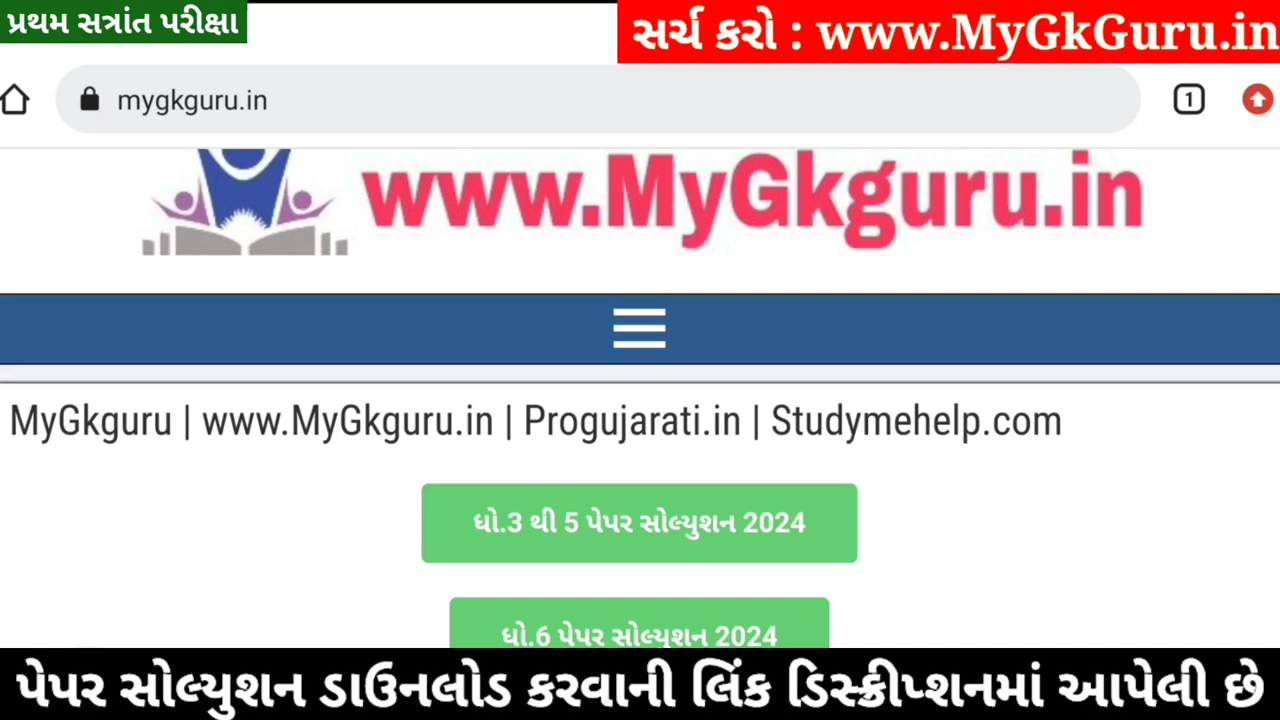 પ્રથમ સત્રાંત પરીક્ષા
સર્ચ કરો : www.MyGkGuru.in
mygkguru.in
1
www.MyGkguru.in
MyGkguru | www.MyGkguru.in | Progujarati.in | Studymehelp.com
ધો.3 થી 5 પેપર સોલ્યુશન 2024
ધો.6 પેપર સોલ્યુશન 2024
પેપર સોલ્યુશન ડાઉનલોડ કરવાની લિંક ડિસ્ક્રીપ્શનમાં આપેલી છે